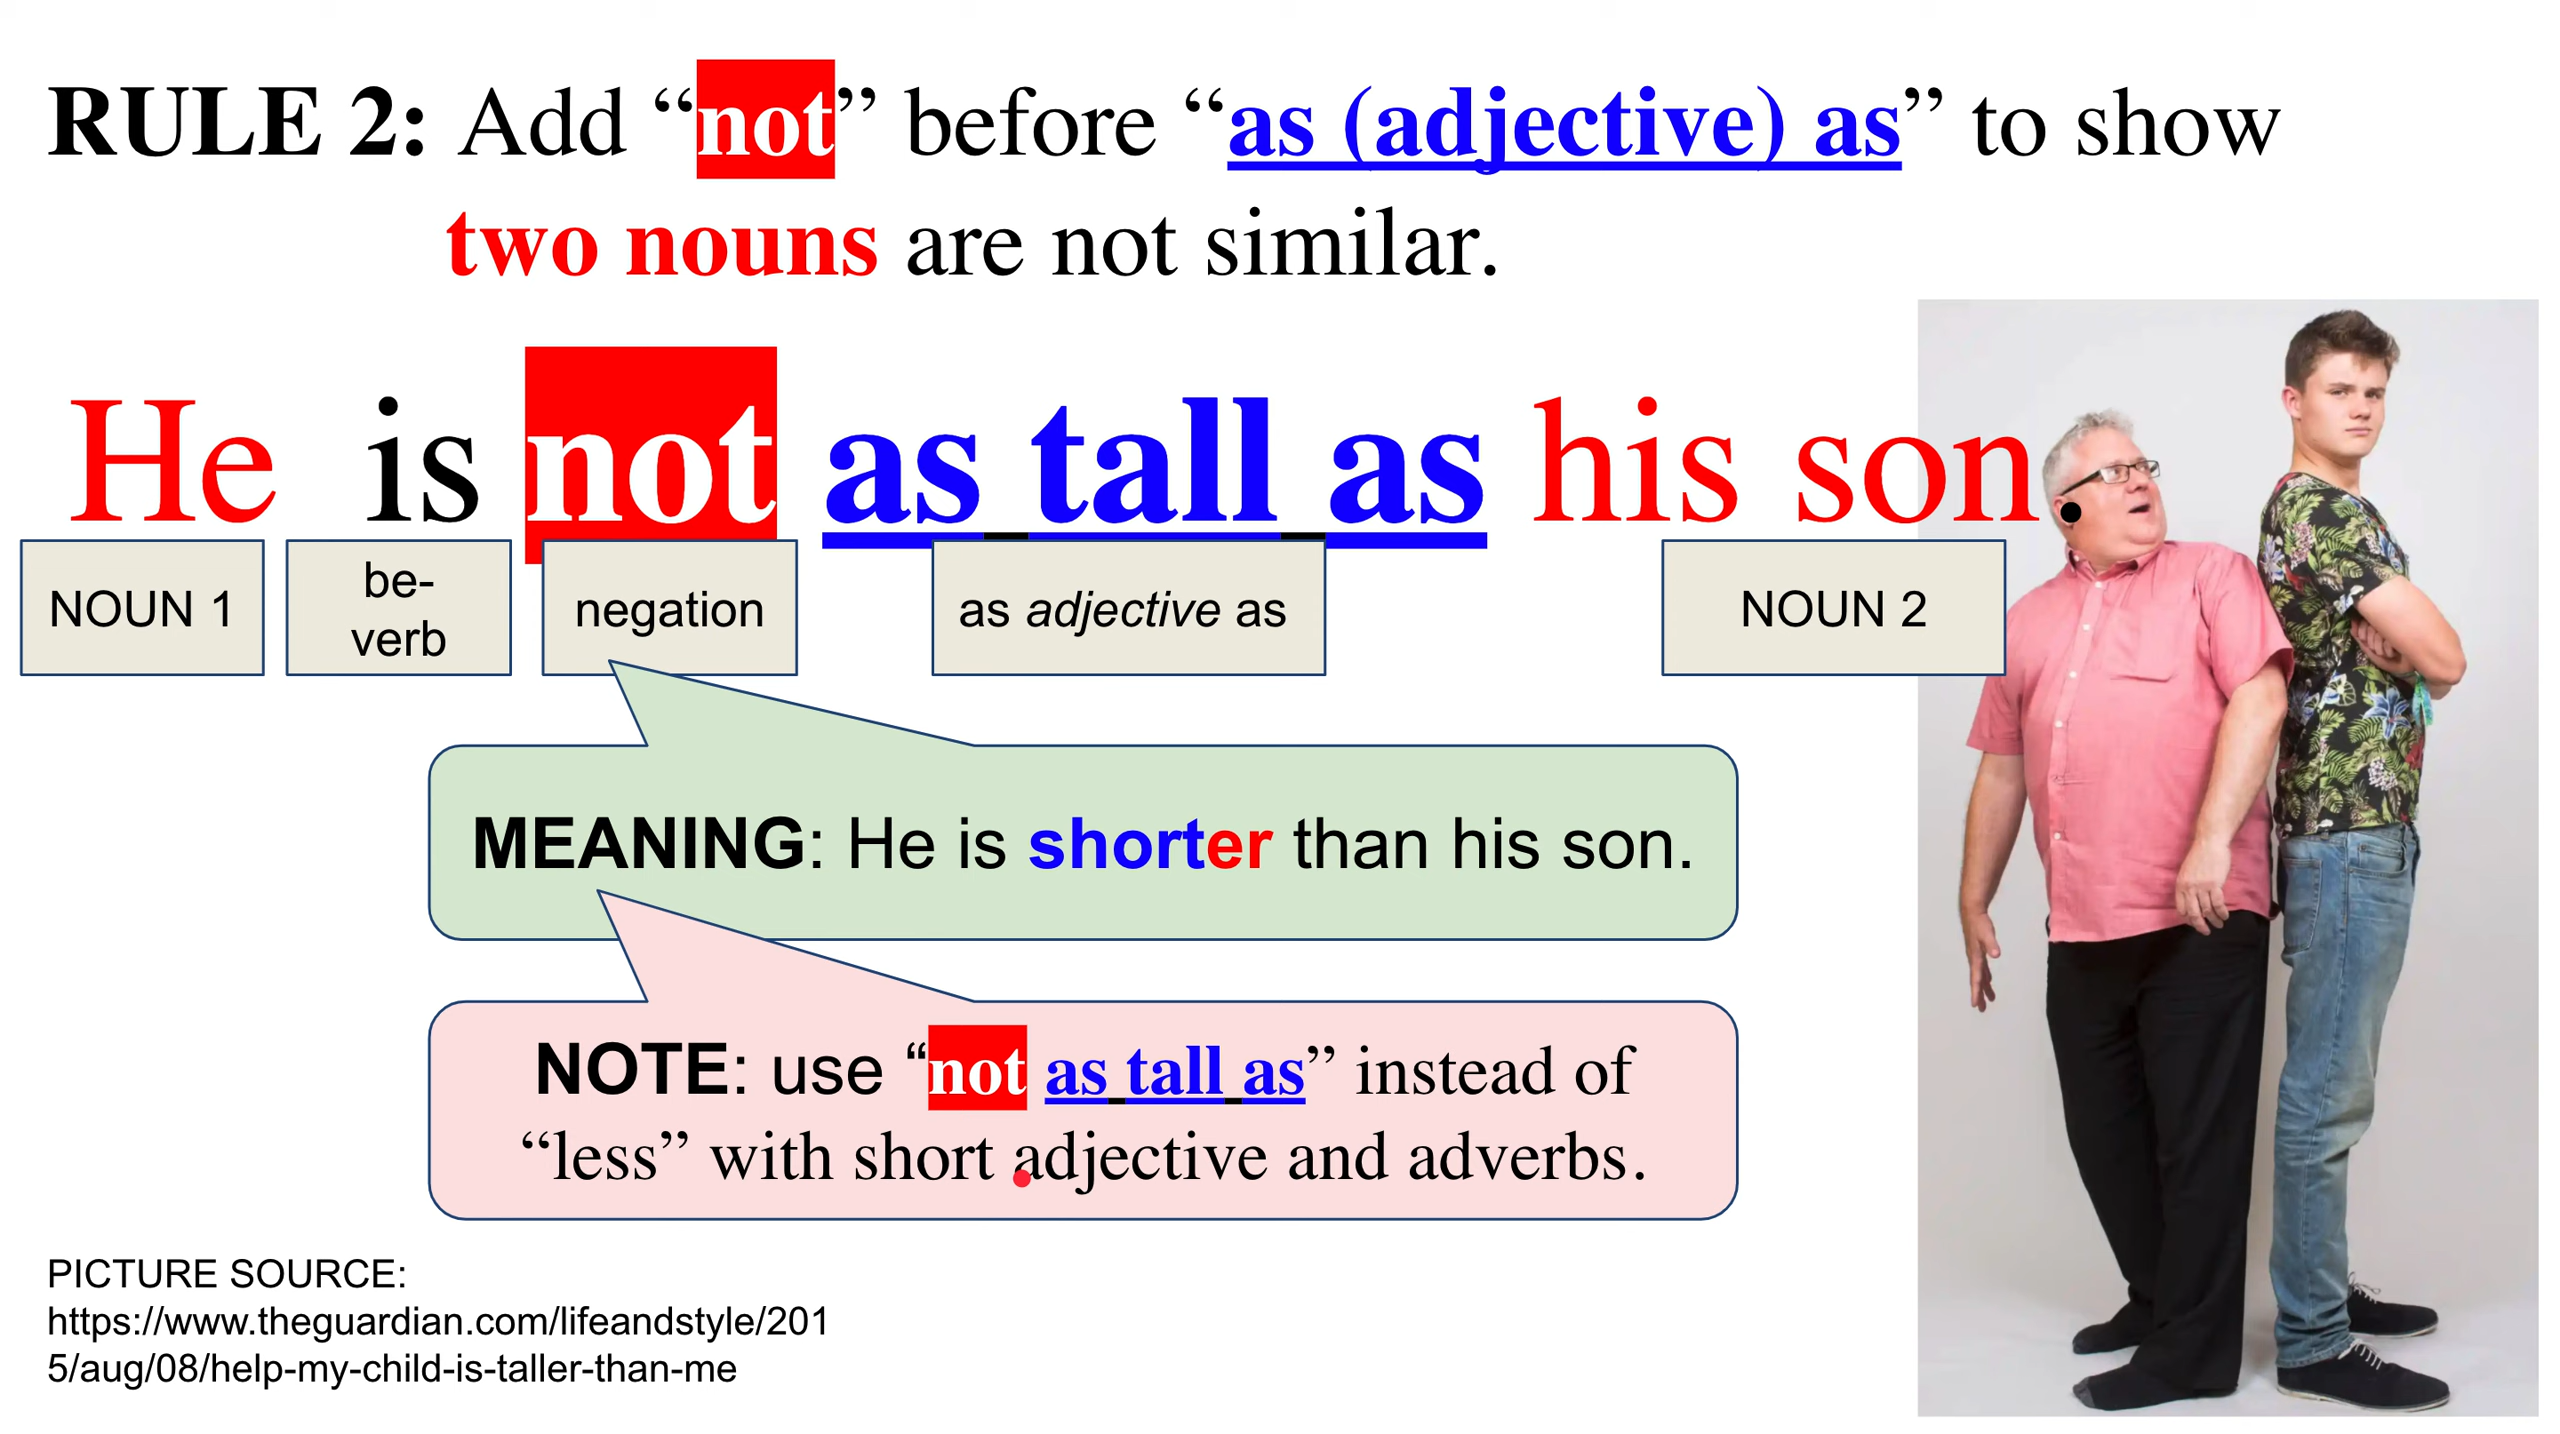 RULE 2: Add “not” before “as (adjective) as” to show
two nouns are not similar.
He is not as tall as his son.
NOUN 1
be-
verb
negation
as adjective as
NOUN 2
MEANING: He is shorter than his son.
NOTE: use “not as tall as” instead of
“less” with short adjective and adverbs.
PICTURE SOURCE:
https://www.theguardian.com/lifeandstyle/201
5/aug/08/help-my-child-is-taller-than-me